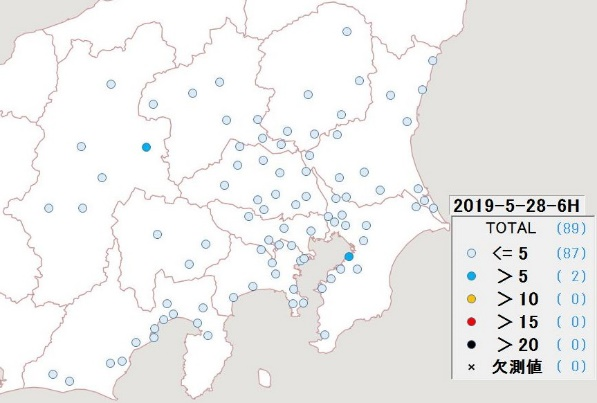 2019-5-28-6H
TOTAL (89)
<= 5 (87)
> 5 (2)
> 10 (0)
> 15 (0)
> 20 (0)
× 欠測値 (0)